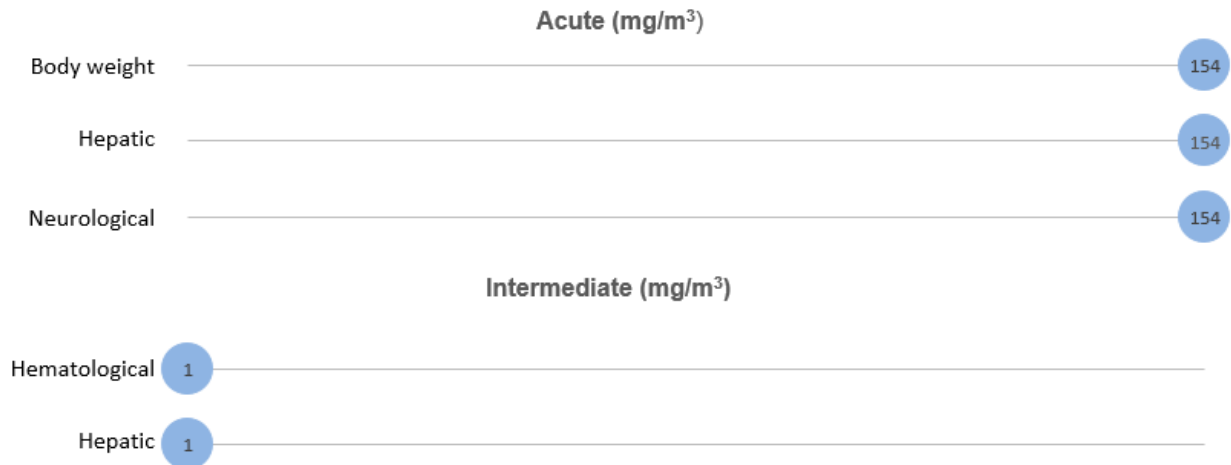 Acute (mg/m³)
Body weight 154
Hepatic 154
Neurological 154
Intermediate (mg/m³)
Hematological 1
Hepatic 1